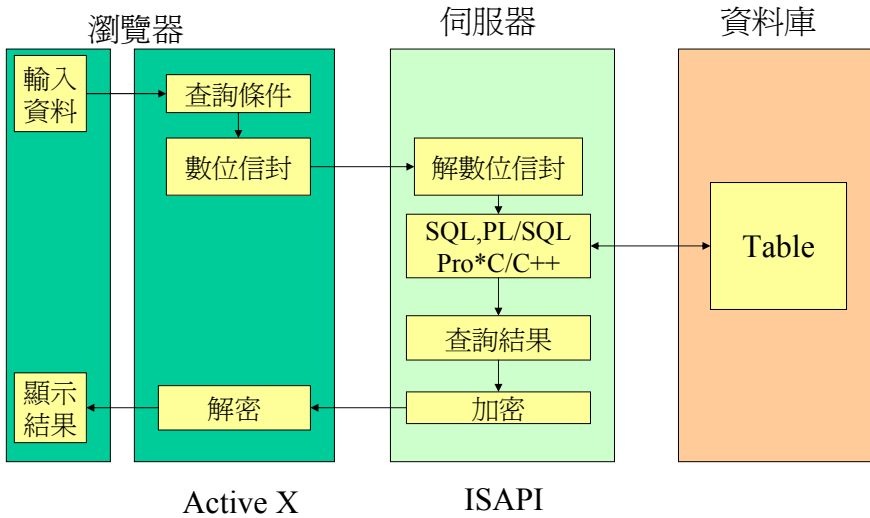 瀏覽器
伺服器
資料庫
輸入
資料
查詢條件
數位信封
解數位信封
SQL,PL/SQL
Pro*C/C++
Table
查詢結果
顯示
結果
解密
加密
Active X
ISAPI